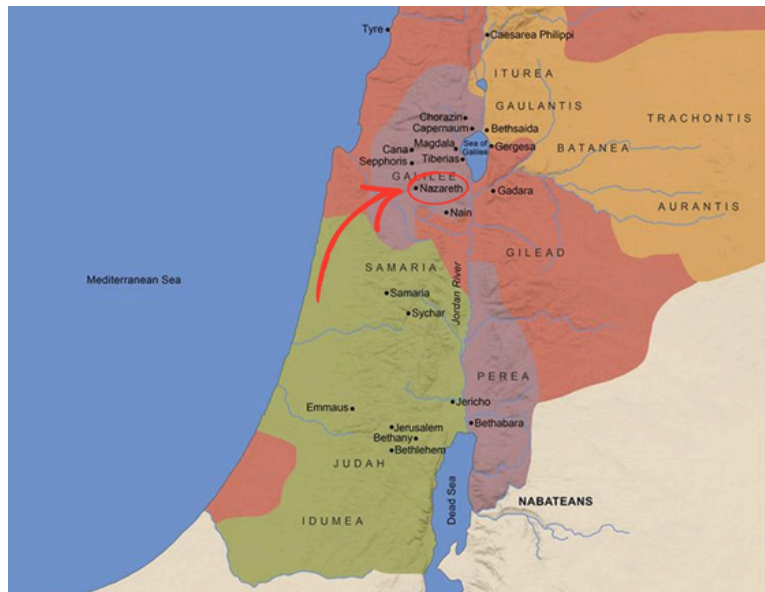 Tyre
Caesarea Philippi
ITUREA
GAULANTIS
TRACHONTIS
Chorazin
Capernaum
Bethsaida
Magdala
Sea of
Galilee
Gergesa
BATANEA
Cana
Sepphoris
Tiberias
GALILEE
Nazareth
Gadara
AURANTIS
Nain
GILEAD
SAMARIA
Mediterranean Sea
Samaria
Jordan River
Sychar
PEREA
Emmaus
Jericho
Jerusalem
Bethabara
Bethany
Bethlehem
JUDAH
Dead Sea
NABATEANS
IDUMEA